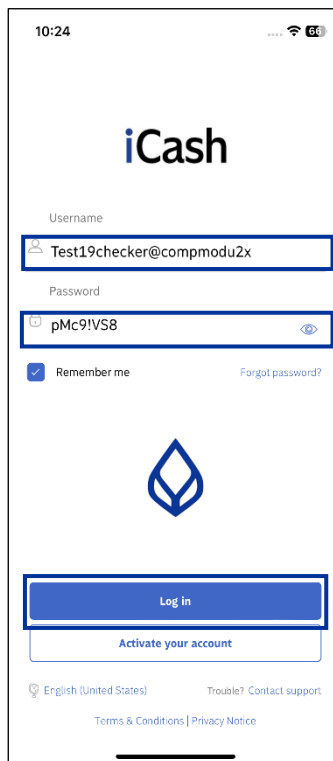 10:24
66
iCash
Username
Test19checker@compmodu2x
Password
pMc9!VS8
Remember me
Forgot password?
Log in
Activate your account
English (United States)
Trouble? Contact support
Terms & Conditions | Privacy Notice